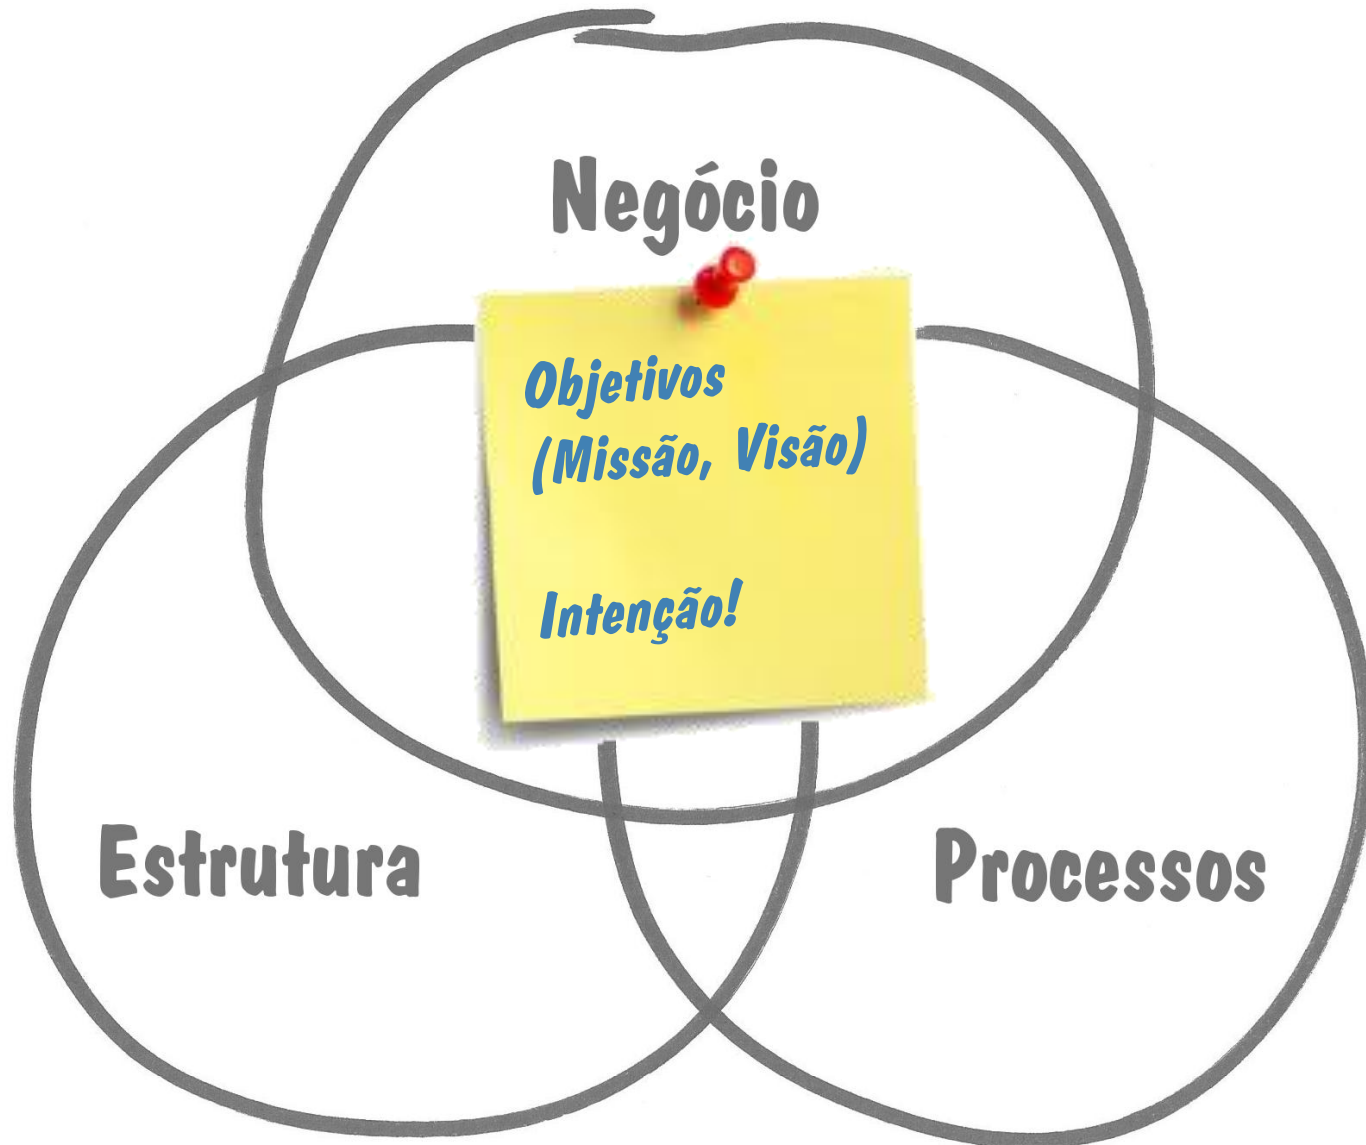 Negócio
Objetivos
(Missão, Visão)
Intenção!
Estrutura
Processos